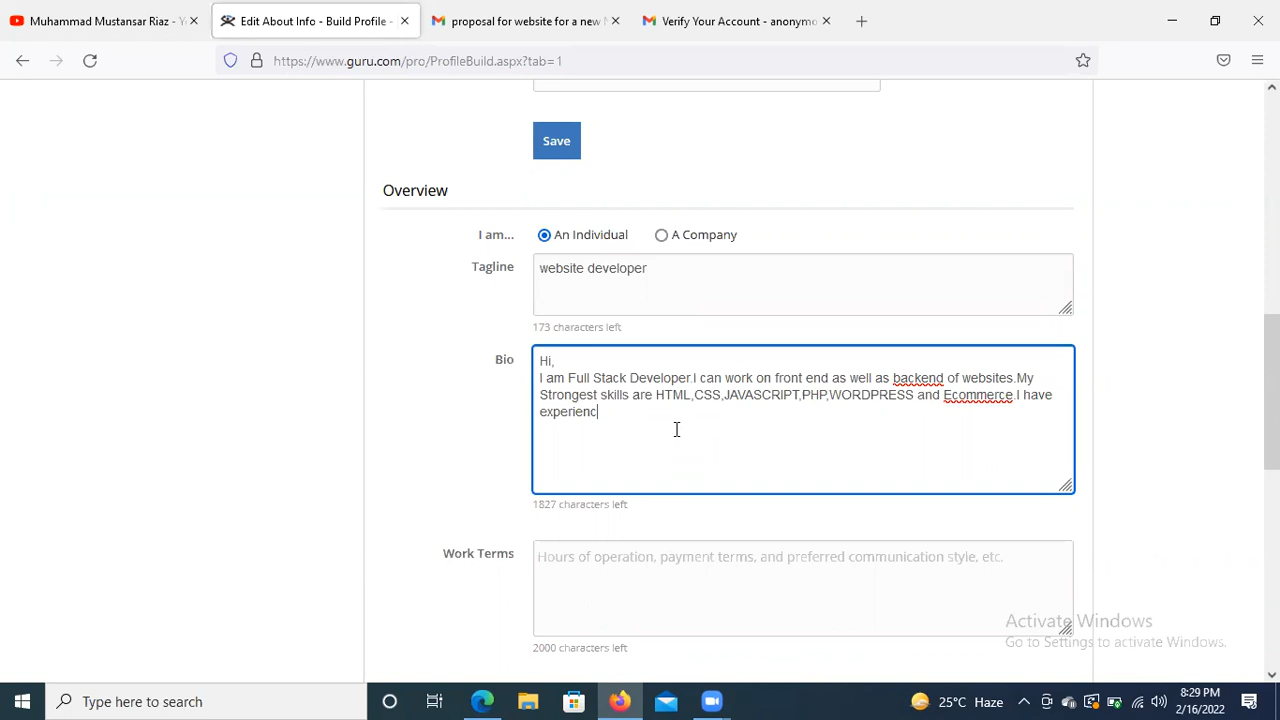 Muhammad Mustansar Riaz - Yo
Edit About Info - Build Profile -
proposal for website for a new N
Verify Your Account - anonymo
https://www.guru.com/pro/ProfileBuild.aspx?tab=1
Save
Overview
I am...
An Individual
A Company
Tagline
website developer
173 characters left
Bio
Hi,
I am Full Stack Developer.I can work on front end as well as backend of websites.My
Strongest skills are HTML,CSS,JAVASCRIPT,PHP,WORDPRESS and Ecommerce.I have
experienc
1827 characters left
Work Terms
Hours of operation, payment terms, and preferred communication style, etc.
2000 characters left
Activate Windows
Go to Settings to activate Windows.
Type here to search
25°C Haze
8:29 PM
2/16/2022